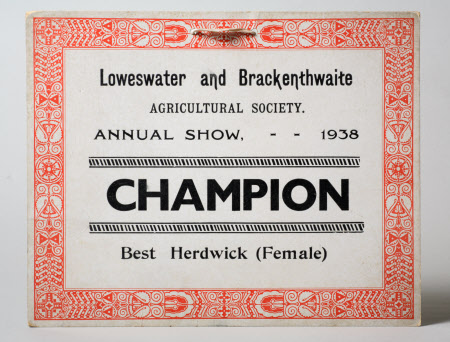 Loweswater and Brackenthwaite
AGRICULTURAL SOCIETY.
ANNUAL SHOW, - - 1938
CHAMPION
Best Herdwick (Female)